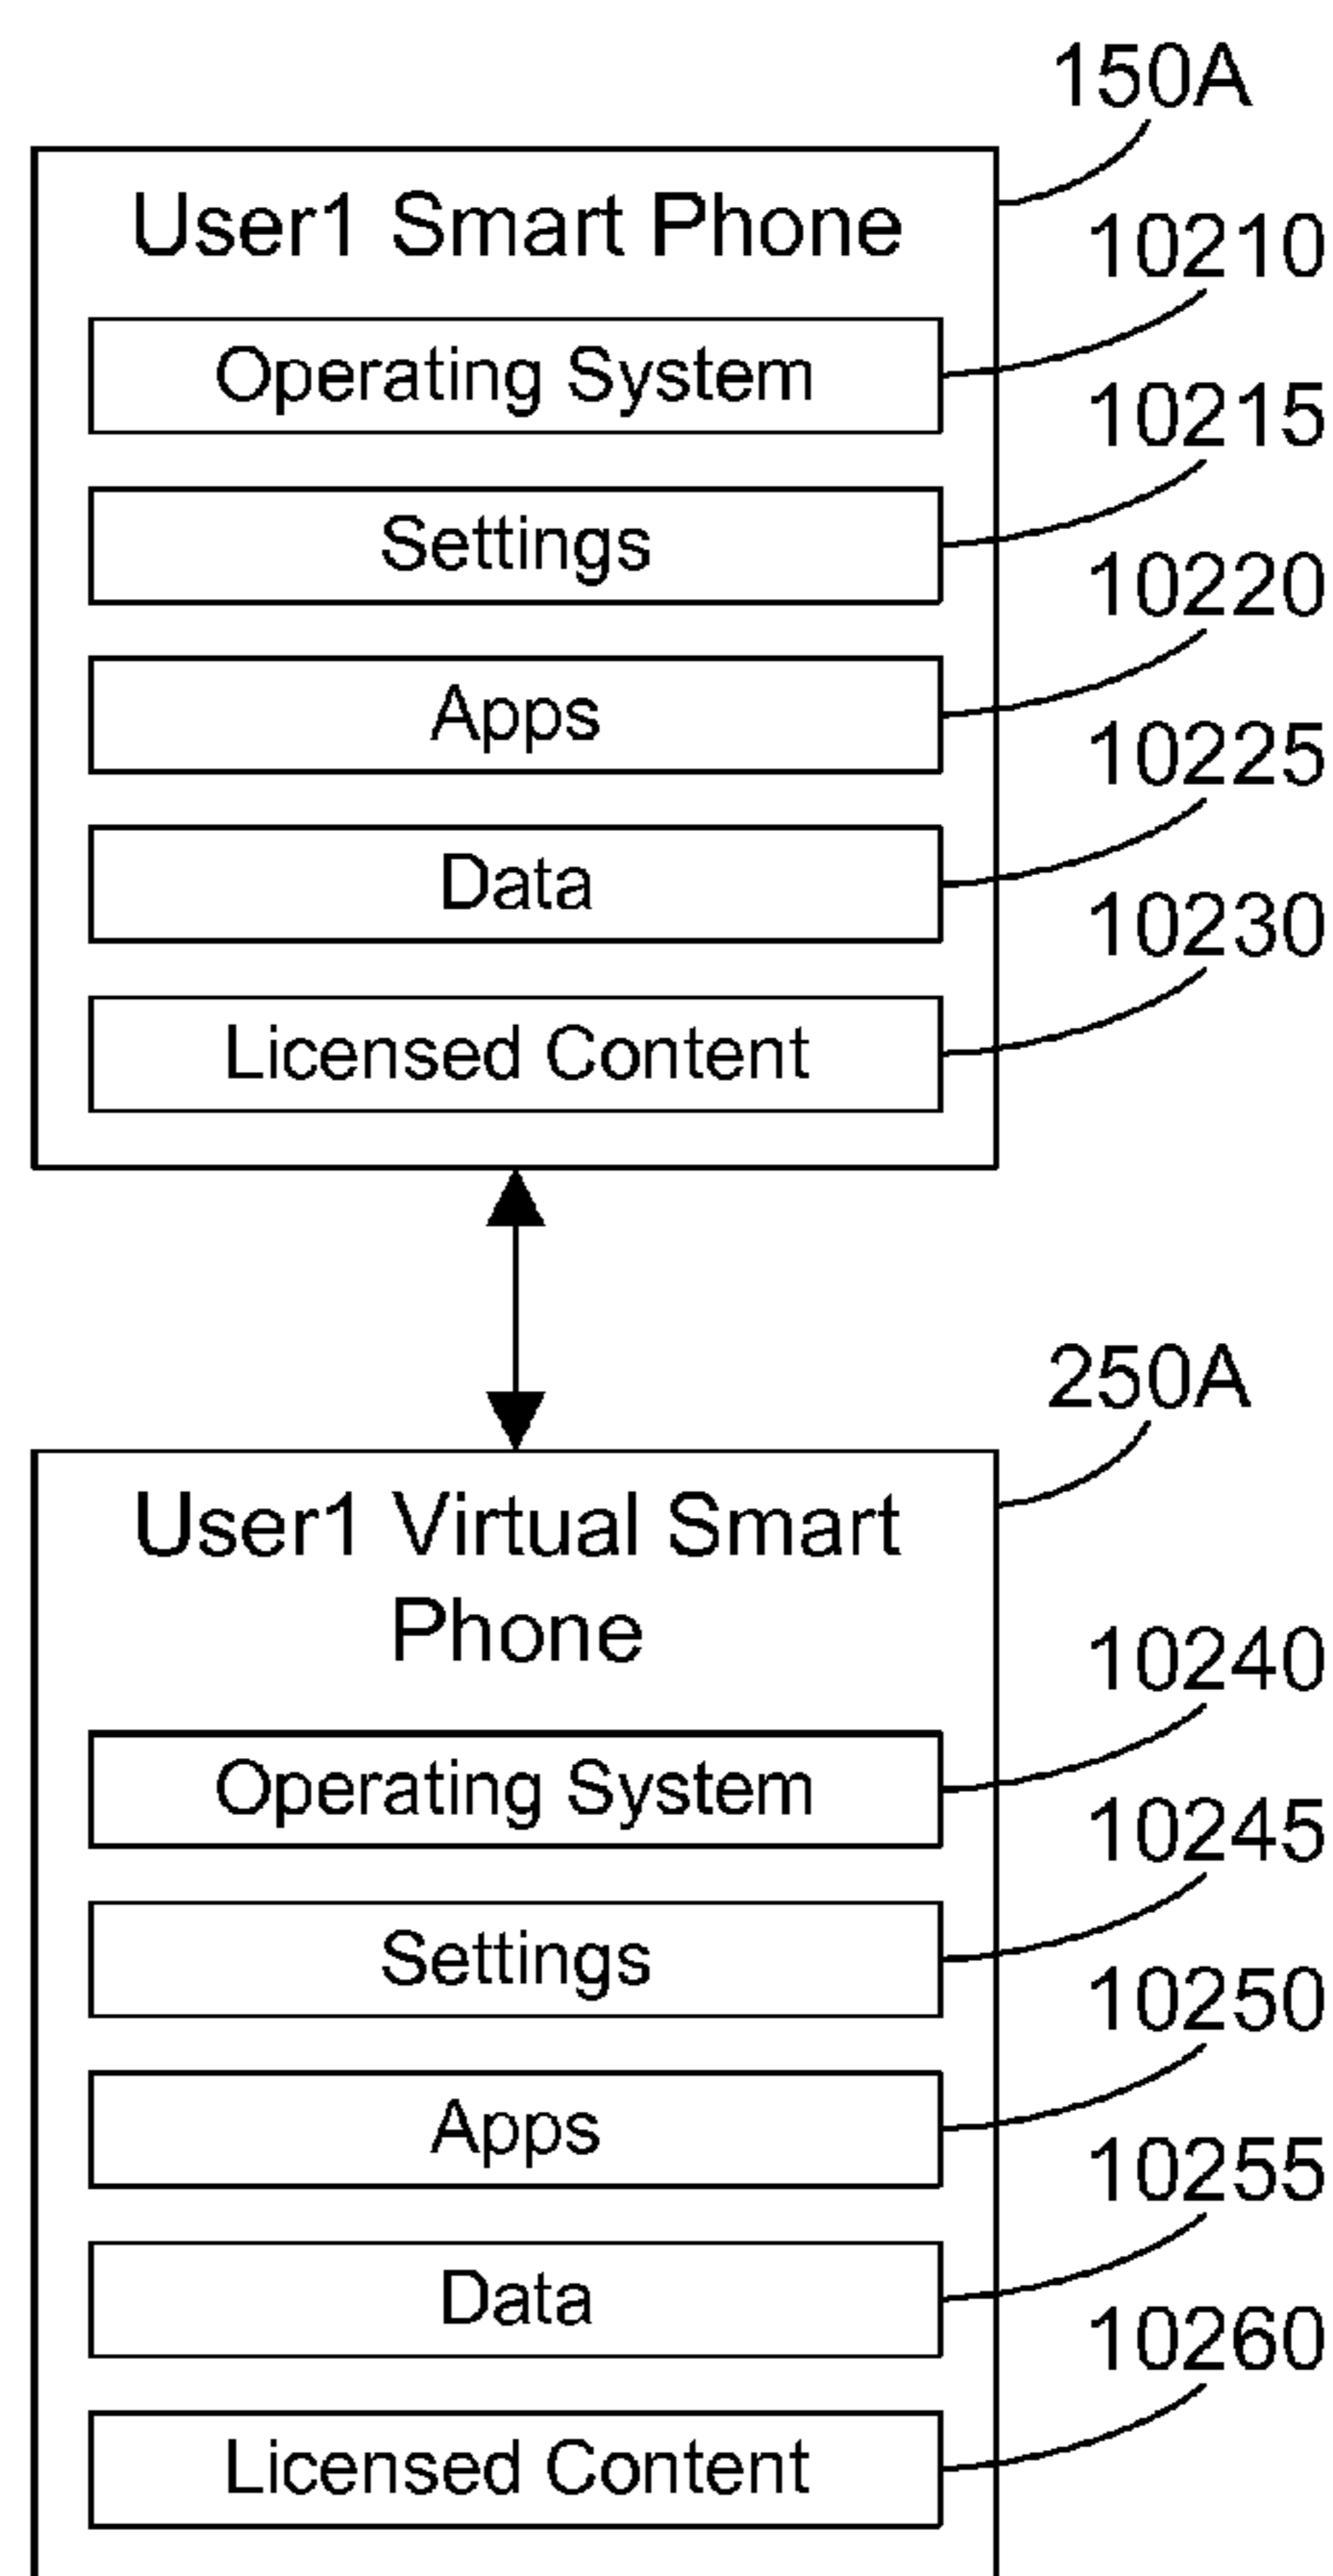 150A
User1 Smart Phone
10210
Operating System
10215
Settings
10220
Apps
10225
Data
10230
Licensed Content
250A
User1 Virtual Smart
Phone
10240
Operating System
10245
Settings
10250
Apps
10255
Data
10260
Licensed Content